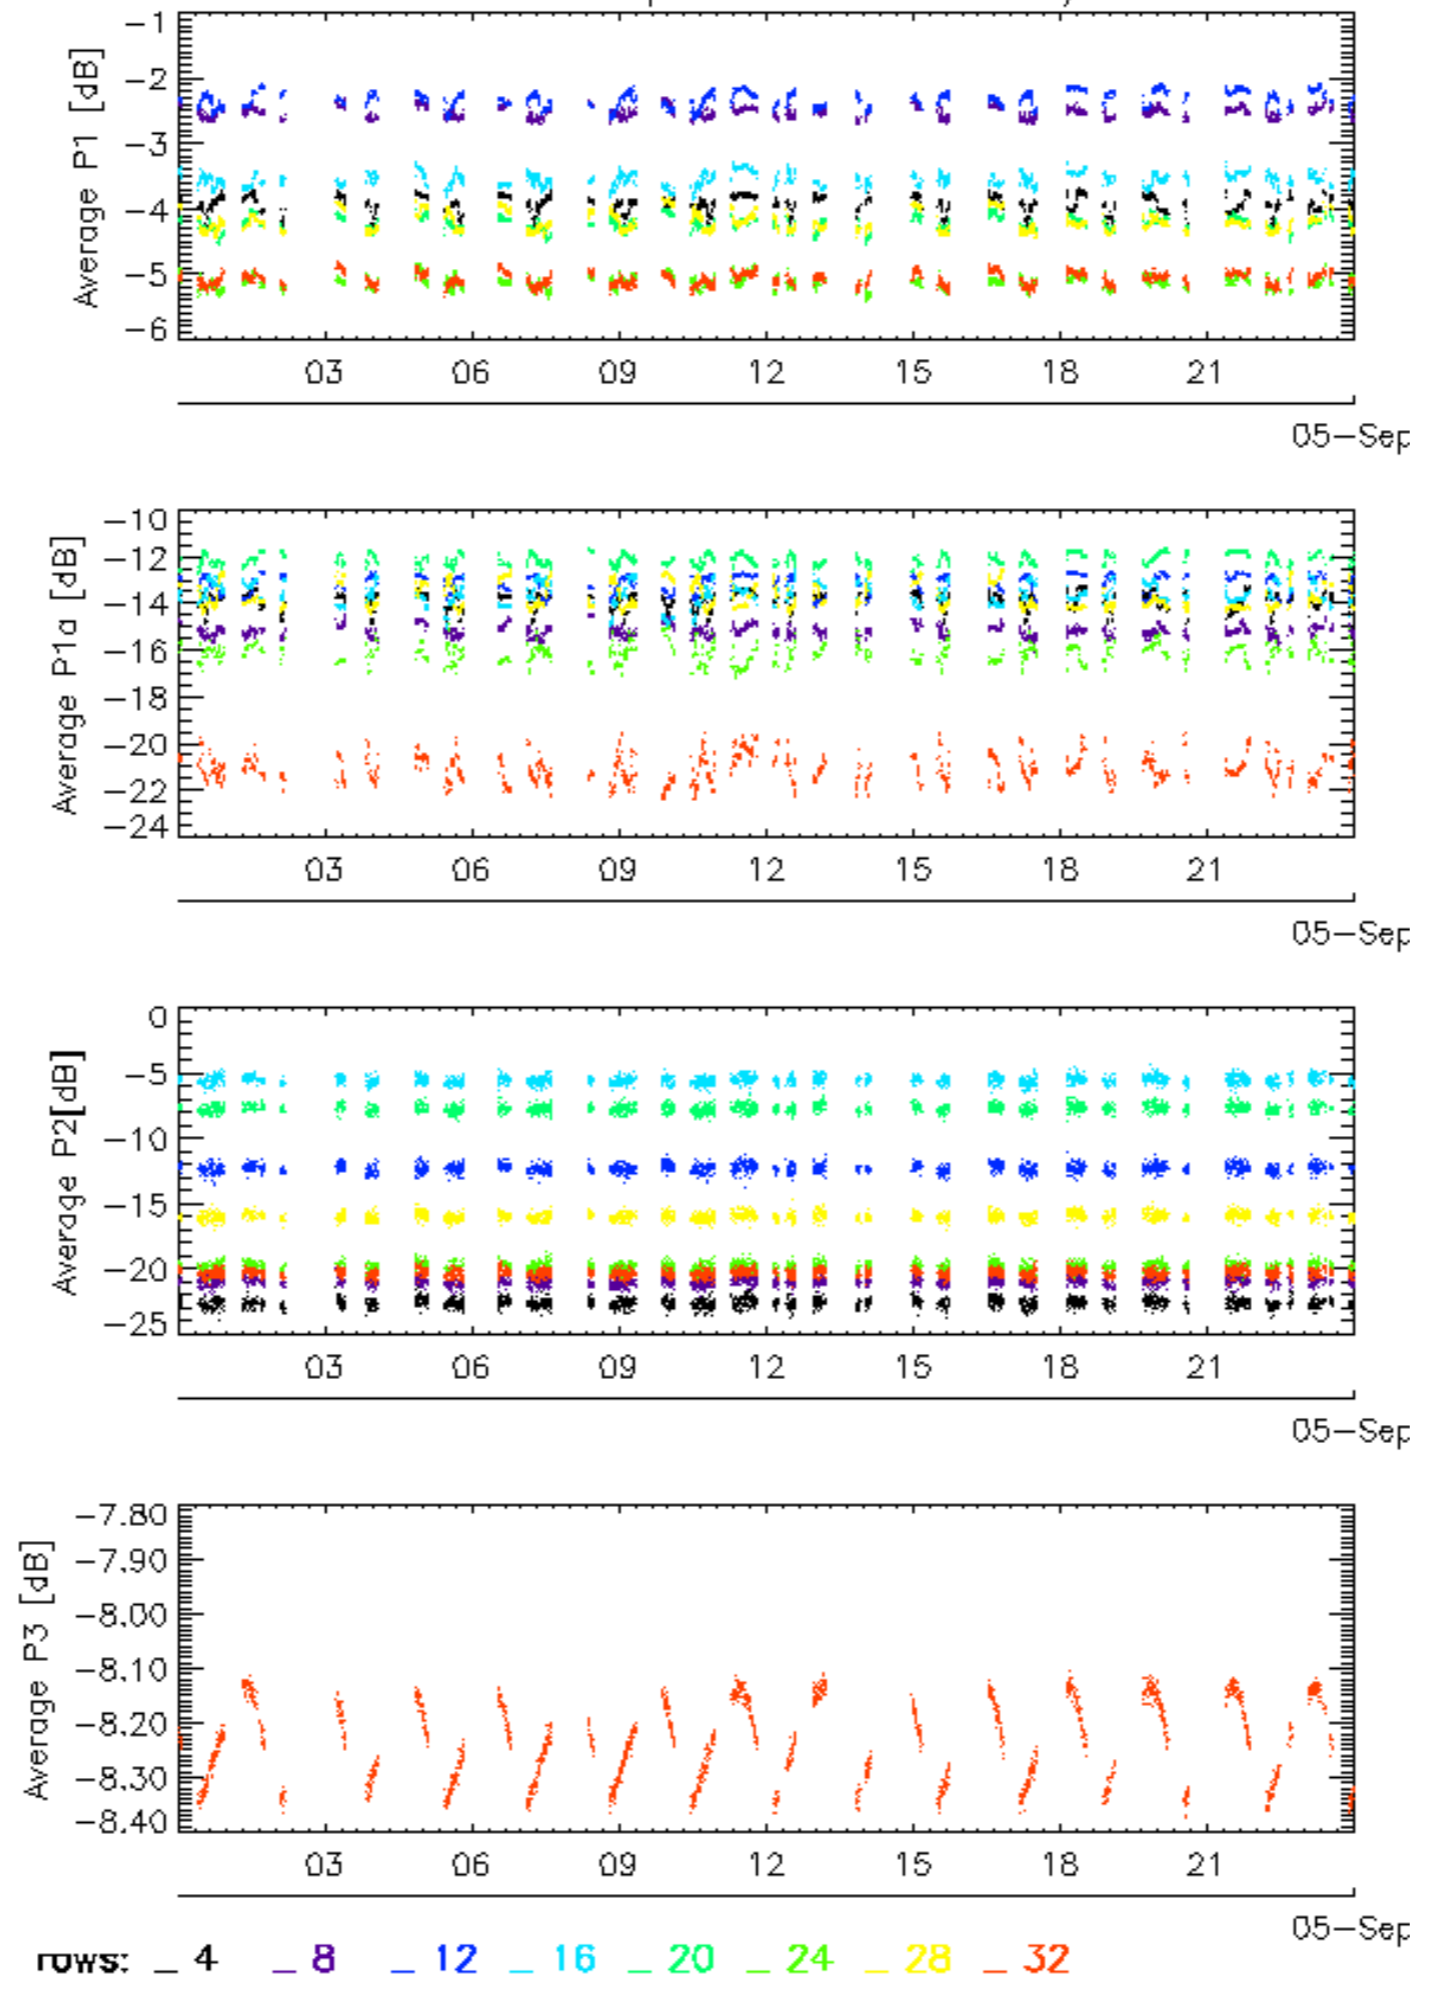 Average P1 [dB]
−1
−2
−3
−4
−5
−6
03 06 09 12 15 18 21
05−Sep
Average P1a [dB]
−10
−12
−14
−16
−18
−20
−22
−24
03 06 09 12 15 18 21
05−Sep
Average P2[dB]
0
−5
−10
−15
−20
−25
03 06 09 12 15 18 21
05−Sep
Average P3 [dB]
−7.80
−7.90
−8.00
−8.10
−8.20
−8.30
−8.40
03 06 09 12 15 18 21
05−Sep
rows: _ 4 _ 8 _ 12 _ 16 _ 20 _ 24 _ 28 _ 32